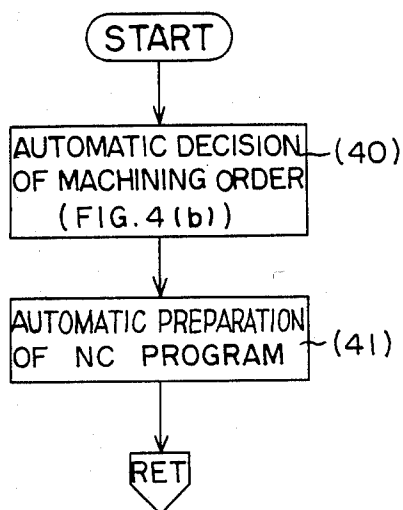 START
AUTOMATIC DECISION
OF MACHINING ORDER
(FIG.4(b))
(40)
AUTOMATIC PREPARATION
OF NC PROGRAM
(41)
RET